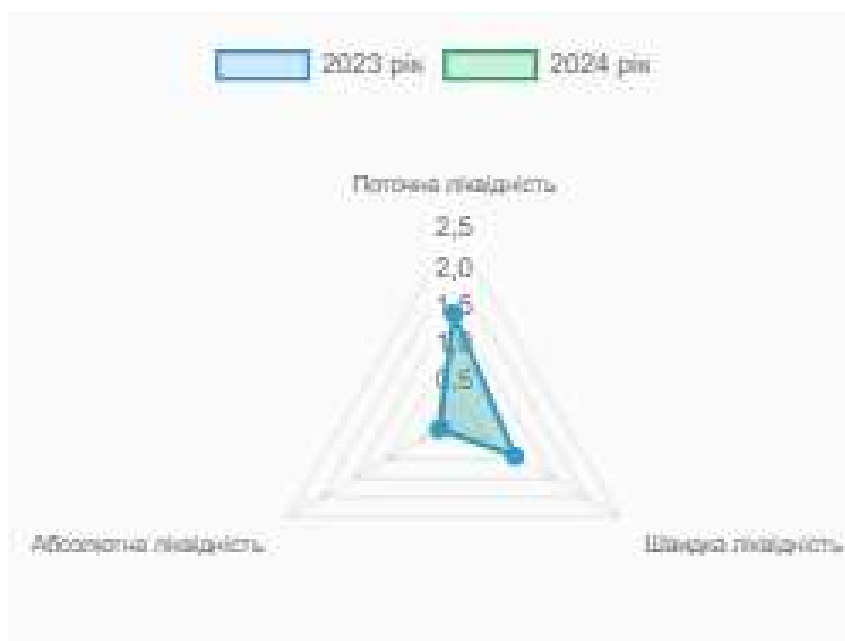 2023 рік 2024 рік
Поточна ліквідність
2,5
2,0
1,5
1,0
0,5
Абсолютна ліквідність
Швидка ліквідність